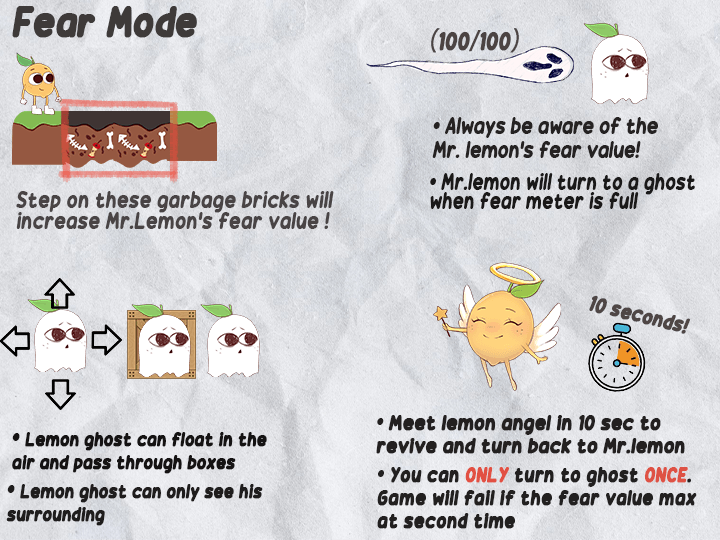 Fear Mode
Step on these garbage bricks will
increase Mr.Lemon's fear value !
(100/100)
• Always be aware of the
Mr. lemon's fear value!
• Mr.lemon will turn to a ghost
when fear meter is full
• Lemon ghost can float in the
air and pass through boxes
• Lemon ghost can only see his
surrounding
10 seconds!
• Meet lemon angel in 10 sec to
revive and turn back to Mr.lemon
• You can ONLY turn to ghost ONCE.
Game will fail if the fear value max
at second time